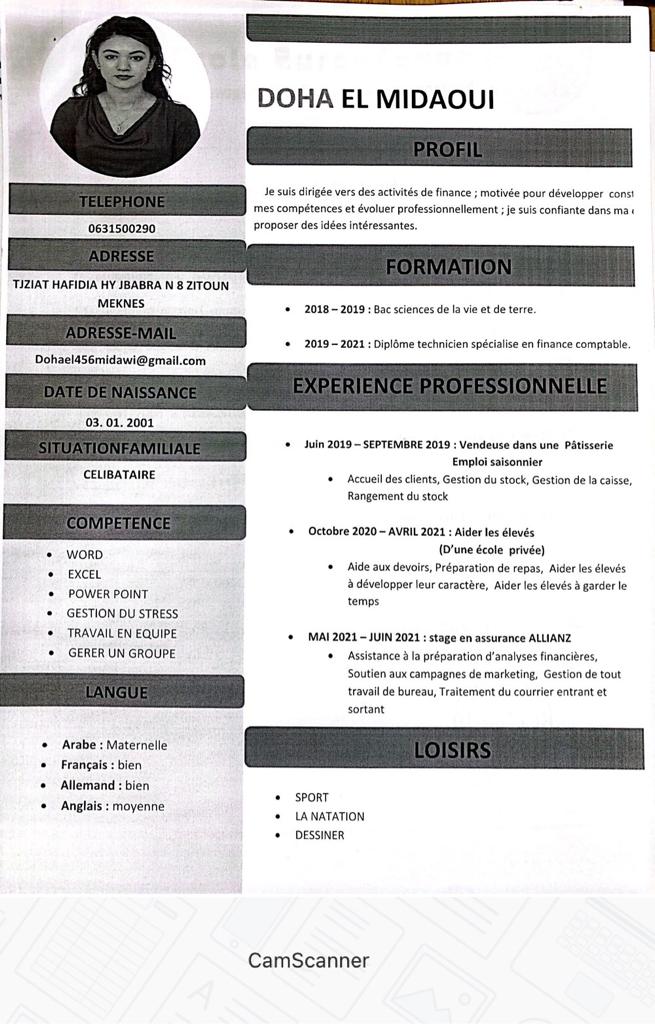 DOHA EL MIDAOUI
TELEPHONE
0631500290
ADRESSE
TJZIAT HAFIDIA HY JBABRA N 8 ZITOUN
MEKNES
ADRESSE-MAIL
Dohael456midawi@gmail.com
DATE DE NAISSANCE
03. 01. 2001
SITUATIONFAMILIALE
CELIBATAIRE
COMPETENCE
• WORD
• EXCEL
• POWER POINT
• GESTION DU STRESS
• TRAVAIL EN EQUIPE
• GERER UN GROUPE
LANGUE
• Arabe : Maternelle
• Français : bien
• Allemand : bien
• Anglais : moyenne
PROFIL
Je suis dirigée vers des activités de finance ; motivée pour développer
mes compétences et évoluer professionnellement ; je suis confiante dans ma
proposer des idées intéressantes.
FORMATION
• 2018 – 2019 : Bac sciences de la vie et de terre.
• 2019 – 2021 : Diplôme technicien spécialise en finance comptable.
EXPERIENCE PROFESSIONNELLE
• Juin 2019 – SEPTEMBRE 2019 : Vendeuse dans une Pâtisserie
Emploi saisonnier
• Accueil des clients, Gestion du stock, Gestion de la caisse,
Rangement du stock
• Octobre 2020 – AVRIL 2021 : Aider les élevés
(D'une école privée)
• Aide aux devoirs, Préparation de repas, Aider les élevés
à développer leur caractère, Aider les élevés à garder le
temps
• MAI 2021 – JUIN 2021 : stage en assurance ALLIANZ
• Assistance à la préparation d'analyses financières,
Soutien aux campagnes de marketing, Gestion de tout
travail de bureau, Traitement du courrier entrant et
sortant
LOISIRS
• SPORT
• LA NATATION
• DESSINER
CamScanner